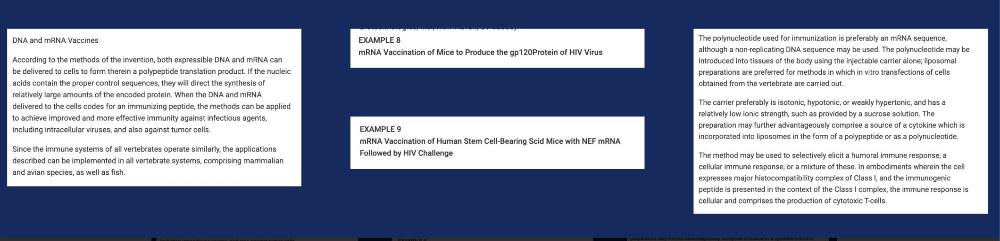 DNA and mRNA Vaccines
According to the methods of the invention, both expressible DNA and mRNA can
be delivered to cells to form therein a polypeptide translation product. If the nucleic
acids contain the proper control sequences, they will direct the synthesis of
relatively large amounts of the encoded protein. When the DNA and mRNA
delivered to the cells codes for an immunizing peptide, the methods can be applied
to achieve improved and more effective immunity against infectious agents,
including intracellular viruses, and also against tumor cells.
Since the immune systems of all vertebrates operate similarly, the applications
described can be implemented in all vertebrate systems, comprising mammalian
and avian species, as well as fish.
EXAMPLE 8
mRNA Vaccination of Mice to Produce the gp120Protein of HIV Virus
EXAMPLE 9
mRNA Vaccination of Human Stem Cell-Bearing Scid Mice with NEF mRNA
Followed by HIV Challenge
The polynucleotide used for immunization is preferably an mRNA sequence,
although a non-replicating DNA sequence may be used. The polynucleotide may be
introduced into tissues of the body using the injectable carrier alone; liposomal
preparations are preferred for methods in which in vitro transfections of cells
obtained from the vertebrate are carried out.
The carrier preferably is isotonic, hypotonic, or weakly hypertonic, and has a
relatively low ionic strength, such as provided by a sucrose solution. The
preparation may further advantageously comprise a source of a cytokine which is
incorporated into liposomes in the form of a polypeptide or as a polynucleotide.
The method may be used to selectively elicit a humoral immune response, a
cellular immune response, or a mixture of these. In embodiments wherein the cell
expresses major histocompatibility complex of Class I, and the immunogenic
peptide is presented in the context of the Class I complex, the immune response is
cellular and comprises the production of cytotoxic T-cells.